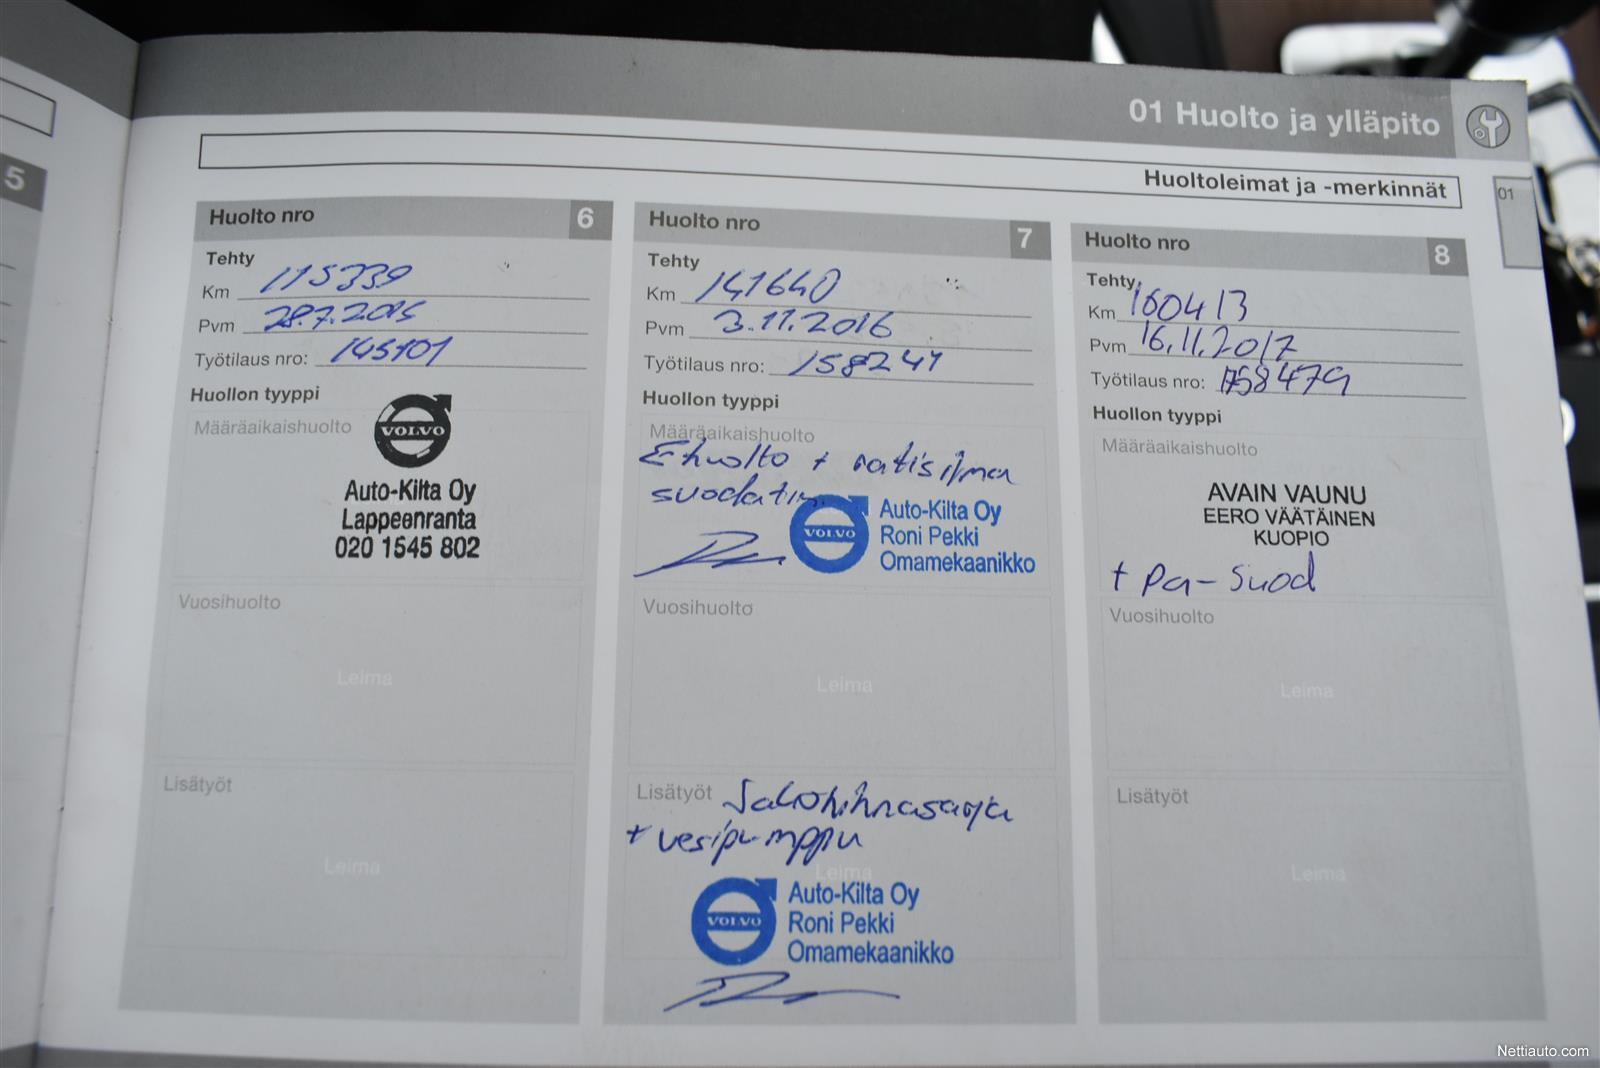 01 Huolto ja ylläpito
Huoltoleimat ja -merkinnät
01
5
Huolto nro 6
Tehty
Km 115339
Pvm 28.7.2015
Työtilaus nro: 145101
Huollon tyyppi
Määräaikaishuolto
VOLVO
Auto-Kilta Oy
Lappeenranta
020 1545 802
Vuosihuolto
Leima
Lisätyöt
Leima
Huolto nro 7
Tehty
Km 141640
Pvm 3.11.2016
Työtilaus nro: 158241
Huollon tyyppi
Määräaikaishuolto
E huolto + ratisilma
suodatin
VOLVO
Auto-Kilta Oy
Roni Pekki
Omamekaanikko
Vuosihuolto
Leima
Lisätyöt Jakohihnasarja
+ vesipumppu
Leima
VOLVO
Auto-Kilta Oy
Roni Pekki
Omamekaanikko
Huolto nro 8
Tehty
Km 160413
Pvm 16.11.2017
Työtilaus nro: 158479
Huollon tyyppi
Määräaikaishuolto
AVAIN VAUNU
EERO VÄÄTÄINEN
KUOPIO
+ pa-suod
Vuosihuolto
Leima
Lisätyöt
Leima
Nettiauto.com